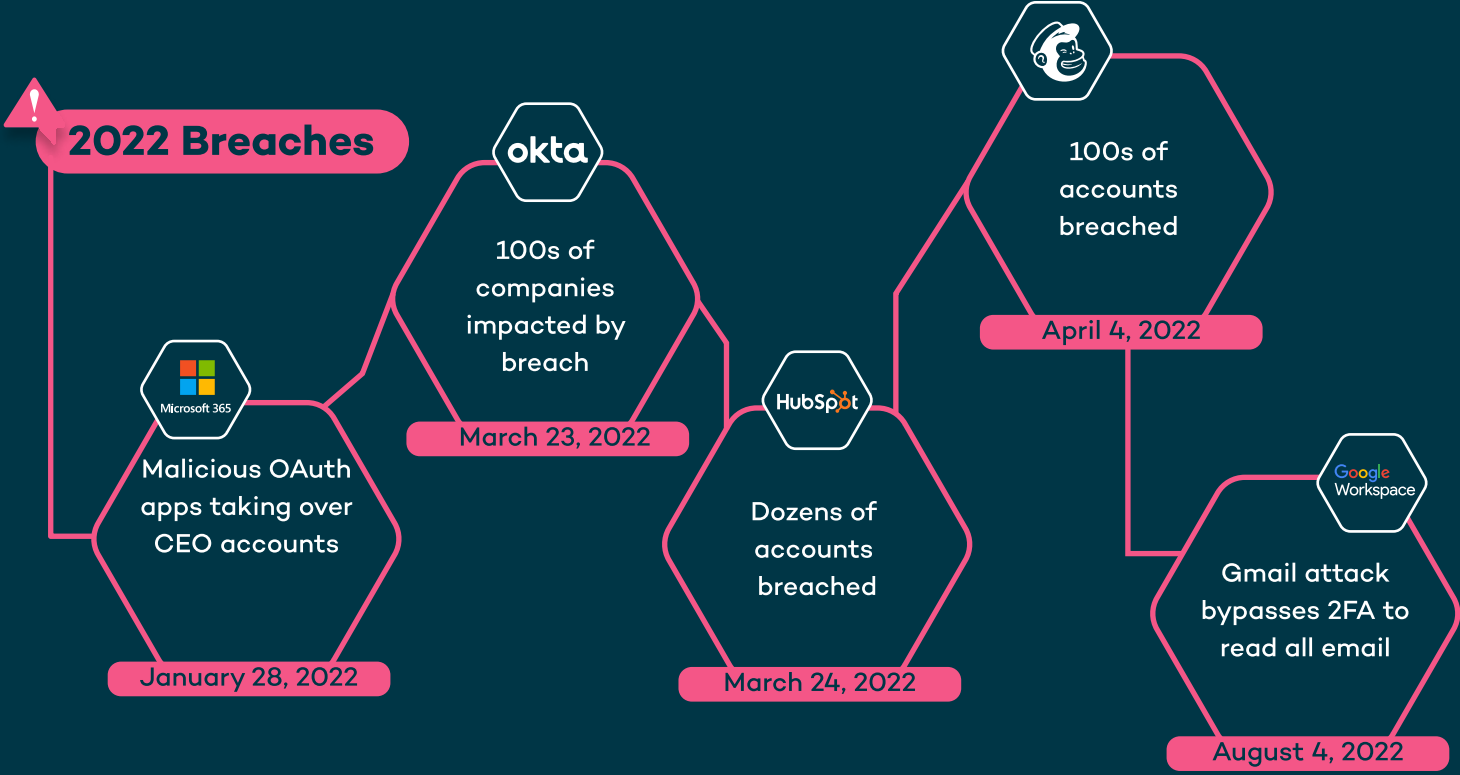 !
2022 Breaches
Microsoft 365
Malicious OAuth
apps taking over
CEO accounts
January 28, 2022
okta
100s of
companies
impacted by
breach
March 23, 2022
HubSpot
Dozens of
accounts
breached
March 24, 2022
100s of
accounts
breached
April 4, 2022
Google
Workspace
Gmail attack
bypasses 2FA to
read all email
August 4, 2022